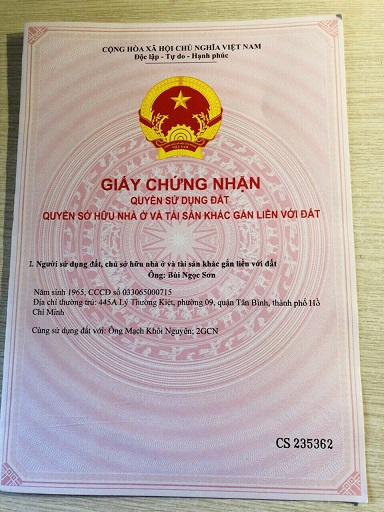 CỘNG HÒA XÃ HỘI CHỦ NGHĨA VIỆT NAM
Độc lập - Tự do - Hạnh phúc
VIỆT NAM
GIẤY CHỨNG NHẬN
QUYỀN SỬ DỤNG ĐẤT
QUYỀN SỞ HỮU NHÀ Ở VÀ TÀI SẢN KHÁC GẮN LIỀN VỚI ĐẤT
I. Người sử dụng đất, chủ sở hữu nhà ở và tài sản khác gắn liền với đất
Ông: Bùi Ngọc Sơn
Năm sinh 1965, CCCD số 033065000715
Địa chỉ thường trú: 445A Lý Thường Kiệt, phường 09, quận Tân Bình, thành phố Hồ
Chí Minh
Cùng sử dụng đất với: Ông Mạch Khôi Nguyên; 2GCN
CS 235362